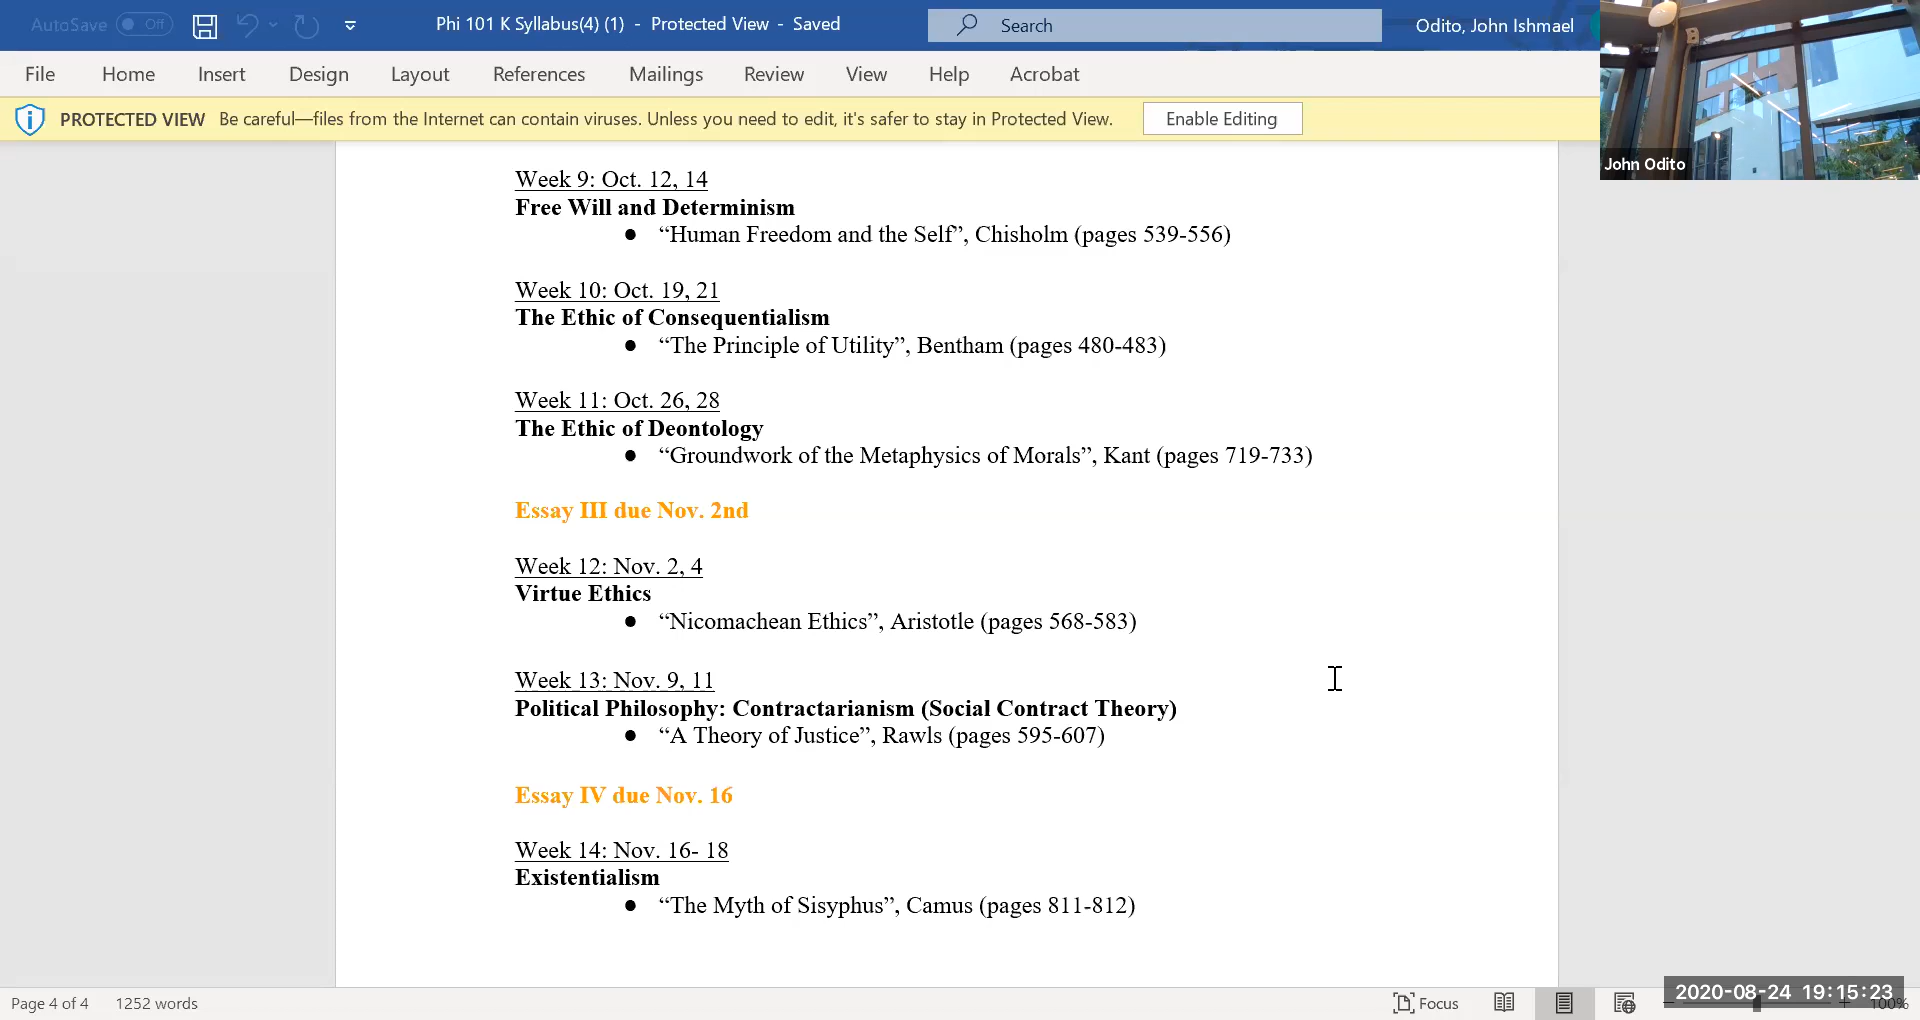 AutoSave Off Phi 101 K Syllabus(4) (1) - Protected View - Saved Search Odito, John Ishmael
File Home Insert Design Layout References Mailings Review View Help Acrobat
PROTECTED VIEW Be careful—files from the Internet can contain viruses. Unless you need to edit, it's safer to stay in Protected View. Enable Editing
John Odito
Week 9: Oct. 12, 14
Free Will and Determinism
● “Human Freedom and the Self”, Chisholm (pages 539-556)
Week 10: Oct. 19, 21
The Ethic of Consequentialism
● “The Principle of Utility”, Bentham (pages 480-483)
Week 11: Oct. 26, 28
The Ethic of Deontology
● “Groundwork of the Metaphysics of Morals”, Kant (pages 719-733)
Essay III due Nov. 2nd
Week 12: Nov. 2, 4
Virtue Ethics
● “Nicomachean Ethics”, Aristotle (pages 568-583)
Week 13: Nov. 9, 11
Political Philosophy: Contractarianism (Social Contract Theory)
● “A Theory of Justice”, Rawls (pages 595-607)
Essay IV due Nov. 16
Week 14: Nov. 16- 18
Existentialism
● “The Myth of Sisyphus”, Camus (pages 811-812)
Page 4 of 4 1252 words Focus 100%
2020-08-24 19:15:23